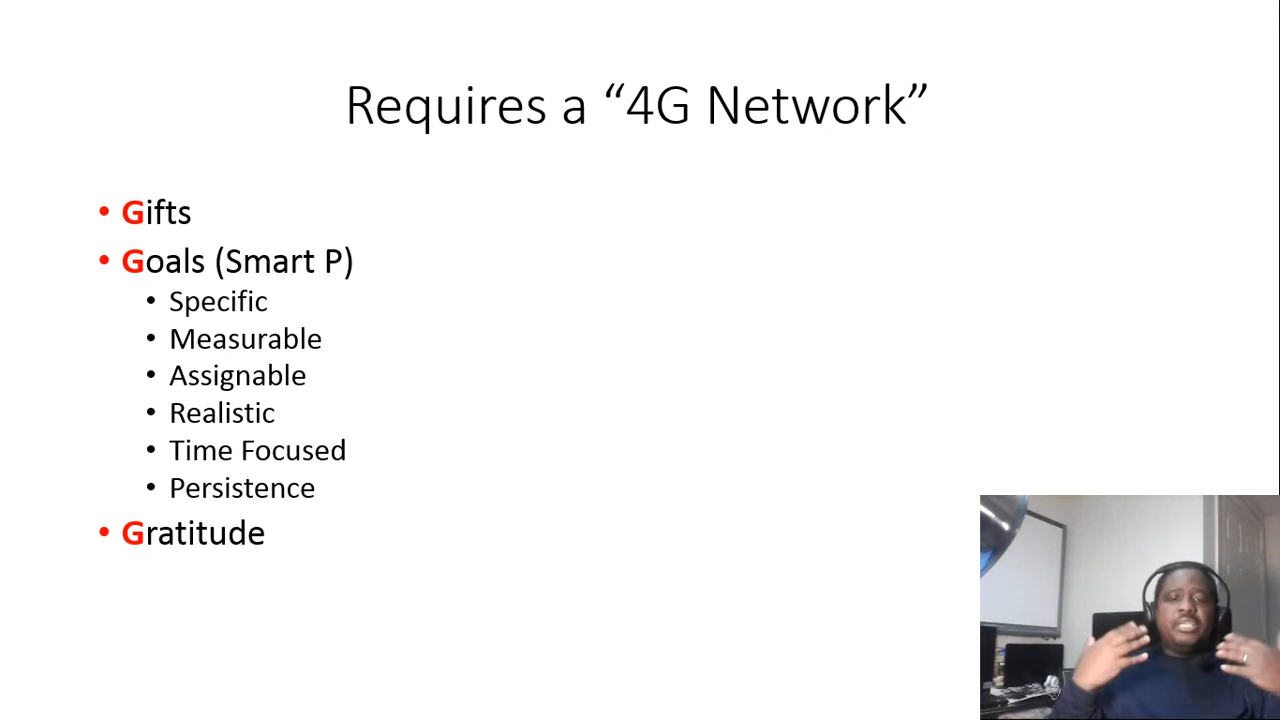 Requires a “4G Network”
• Gifts
• Goals (Smart P)
• Specific
• Measurable
• Assignable
• Realistic
• Time Focused
• Persistence
• Gratitude